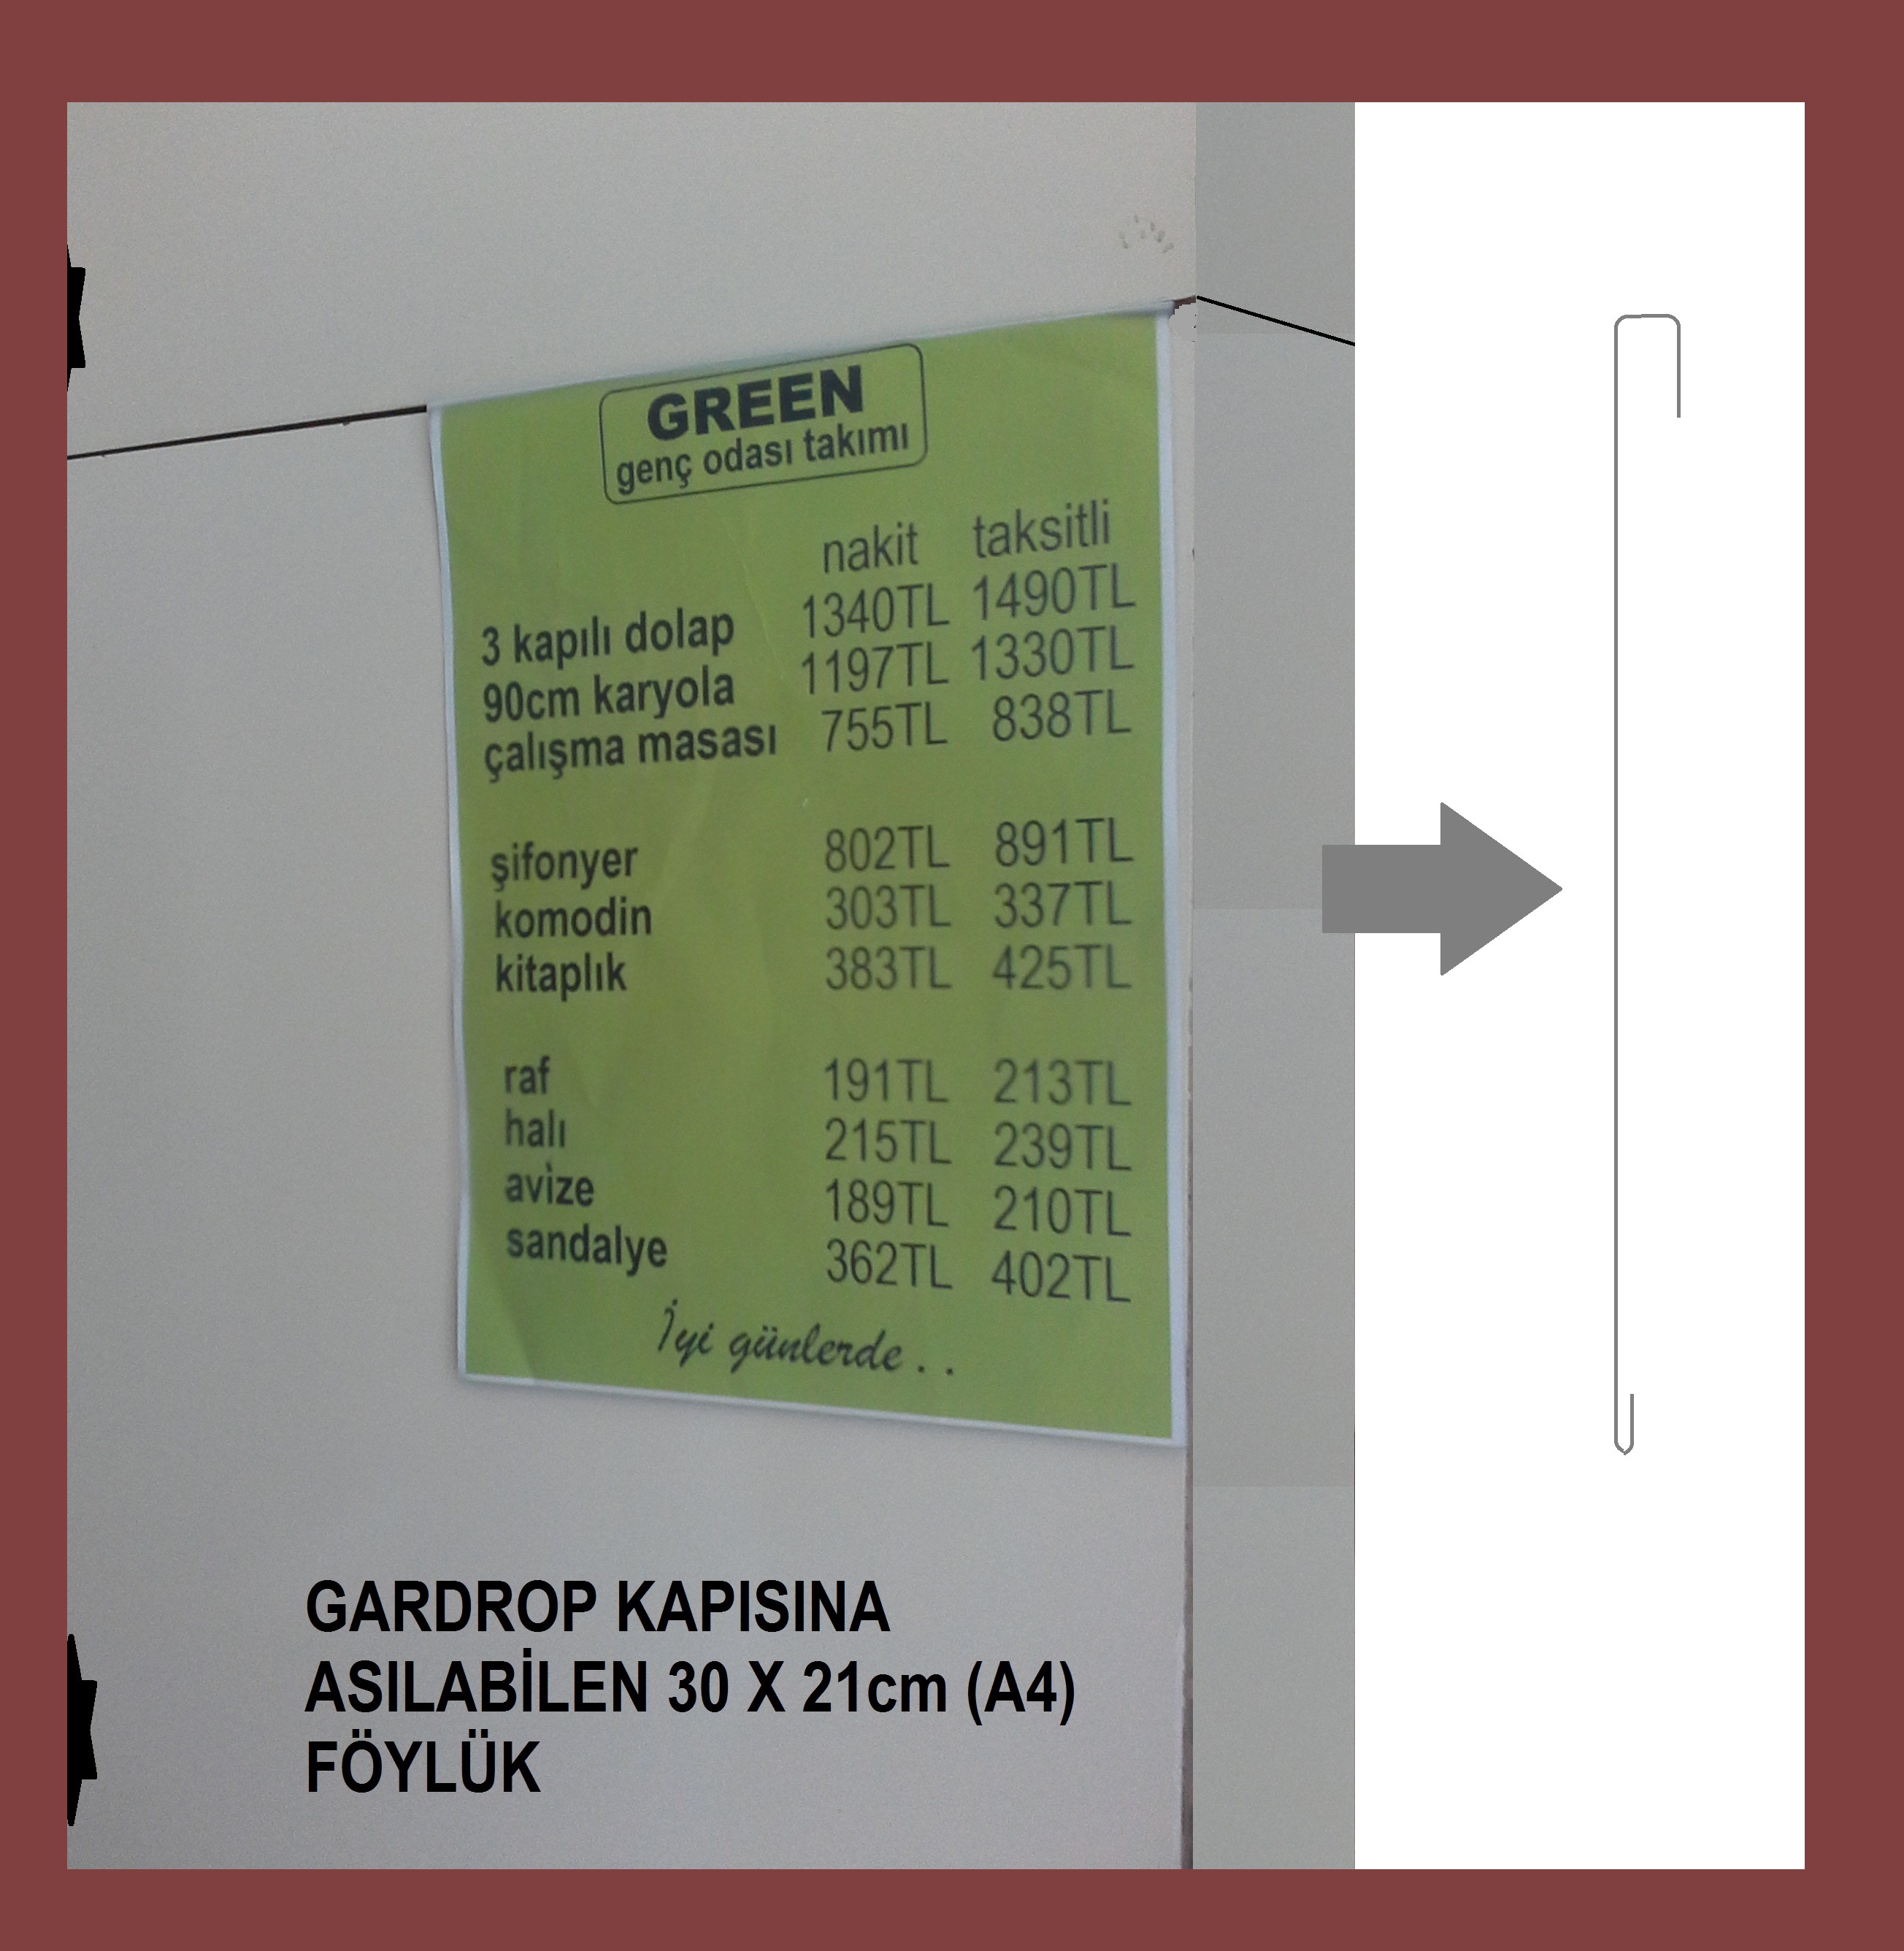 GREEN
genç odası takımı
nakit taksitli
3 kapılı dolap 1340TL 1490TL
90cm karyola 1197TL 1330TL
çalışma masası 755TL 838TL
şifonyer 802TL 891TL
komodin 303TL 337TL
kitaplık 383TL 425TL
raf 191TL 213TL
halı 215TL 239TL
avize 189TL 210TL
sandalye 362TL 402TL
İyi günlerde . .
GARDROP KAPISINA
ASILABİLEN 30 X 21cm (A4)
FÖYLÜK